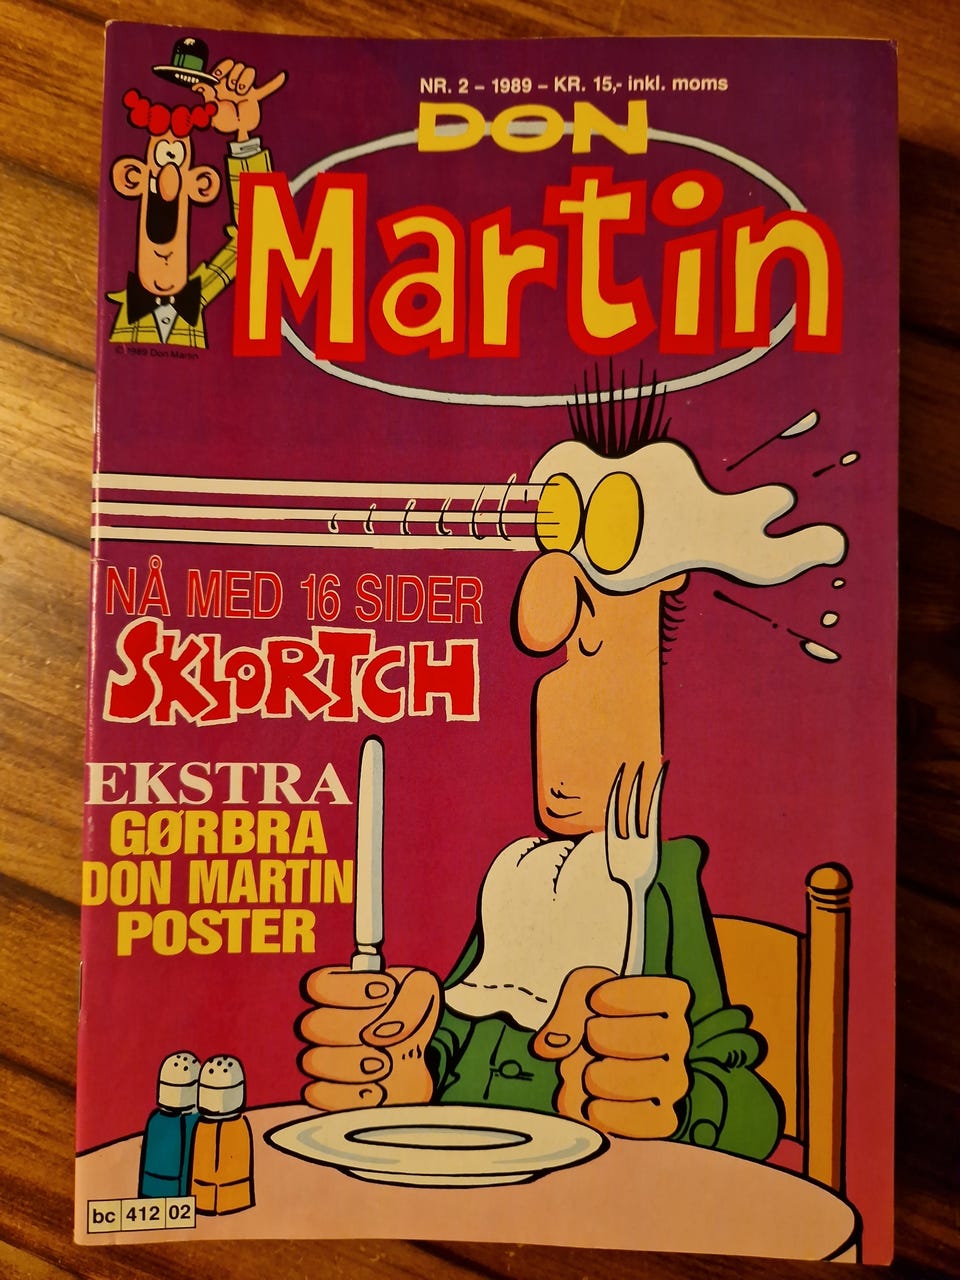 NR. 2 – 1989 – KR. 15,- inkl. moms
DON
Martin
© 1989 Don Martin
NÅ MED 16 SIDER
SKLORTCH
EKSTRA
GØRBRA
DON MARTIN
POSTER
bc 412 02